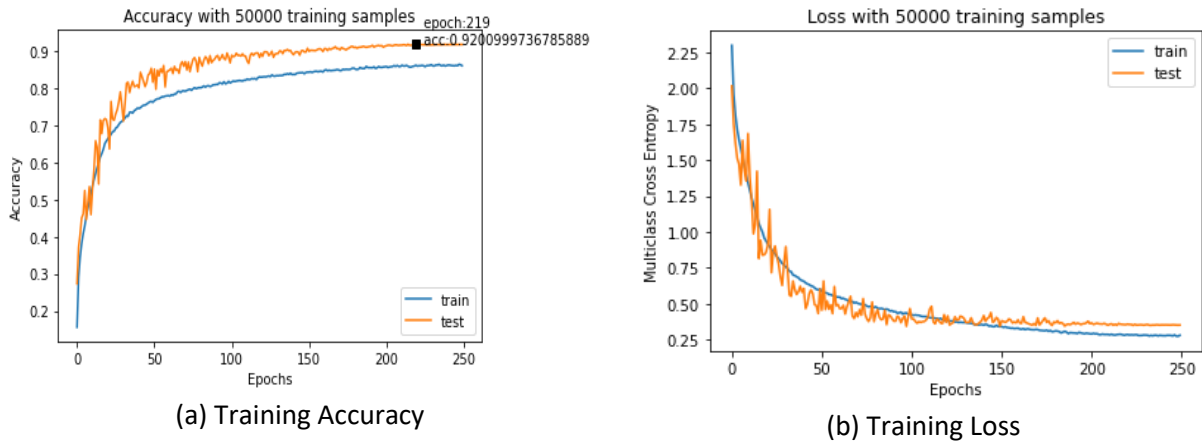 Accuracy with 50000 training samples
epoch:219
acc:0.9200999736785889
0.9
0.8
0.7
0.6
0.5
0.4
0.3
0.2
Accuracy
train
test
0 50 100 150 200 250
Epochs
(a) Training Accuracy
Loss with 50000 training samples
2.25
2.00
1.75
1.50
1.25
1.00
0.75
0.50
0.25
Multiclass Cross Entropy
train
test
0 50 100 150 200 250
Epochs
(b) Training Loss